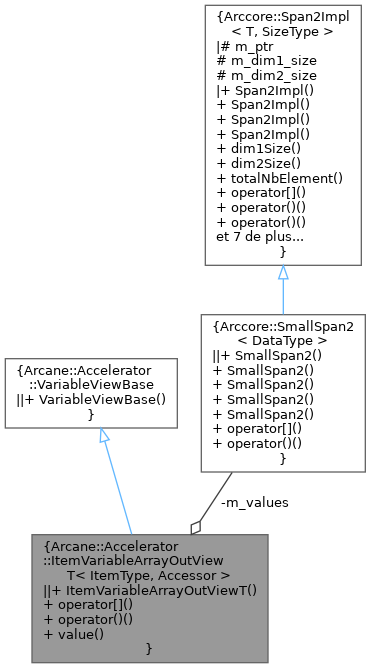 {Arccore::Span2Impl
< T, SizeType >
|# m_ptr
# m_dim1_size
# m_dim2_size
|+ Span2Impl()
+ Span2Impl()
+ Span2Impl()
+ Span2Impl()
+ dim1Size()
+ dim2Size()
+ totalNbElement()
+ operator[]()
+ operator()()
+ operator()()
et 7 de plus...
}
{Arccore::SmallSpan2
< DataType >
||+ SmallSpan2()
+ SmallSpan2()
+ SmallSpan2()
+ SmallSpan2()
+ SmallSpan2()
+ operator[]()
+ operator()()
}
{Arcane::Accelerator
::VariableViewBase
||+ VariableViewBase()
}
-m_values
{Arcane::Accelerator
::ItemVariableArrayOutView
T< ItemType, Accessor >
||+ ItemVariableArrayOutViewT()
+ operator[]()
+ operator()()
+ value()
}